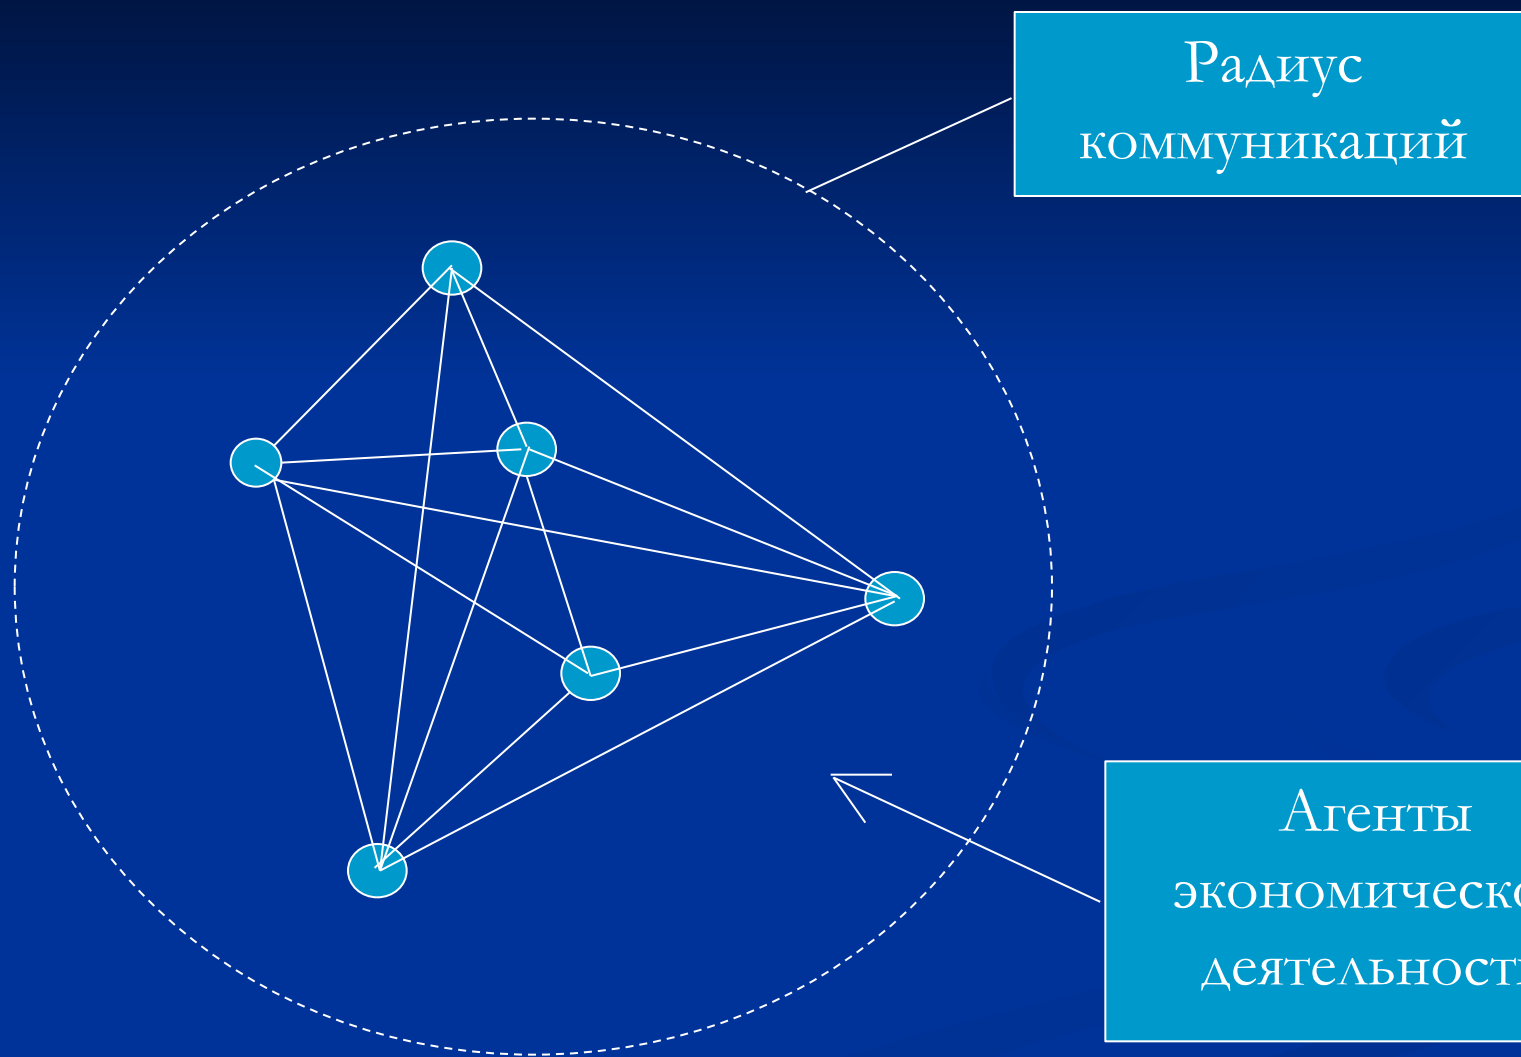 Радиус
коммуникаций
Агенты
экономическо
деятельност